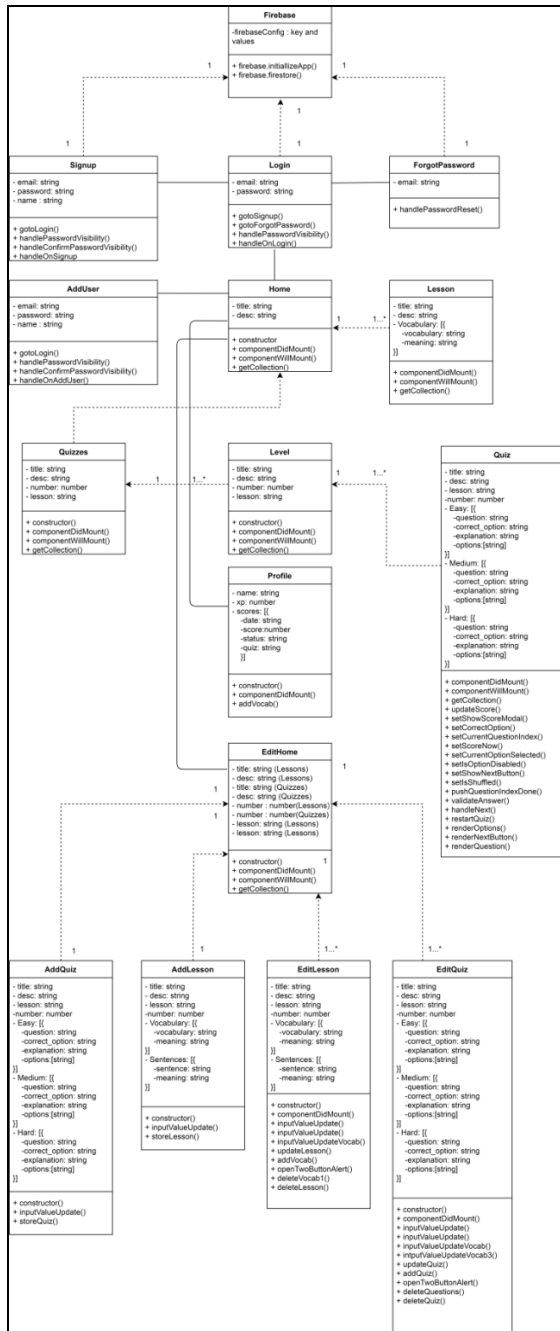 Firebase
-firebaseConfig : key and
values
+ firebase.initiallizeApp()
+ firebase.firestore()
1
1
1
1
1
1
Signup
- email: string
- password: string
- name : string
+ gotoLogin()
+ handlePasswordVisibility()
+ handleConfirmPasswordVisibility()
+ handleOnSignup
Login
- email: string
- password: string
+ gotoSignup()
+ gotoForgotPassword()
+ handlePasswordVisibility()
+ handleOnLogin()
ForgotPassword
- email: string
+ handlePasswordReset()
AddUser
- email: string
- password: string
- name : string
+ gotoLogin()
+ handlePasswordVisibility()
+ handleConfirmPasswordVisibility()
+ handleOnAddUser()
Home
- title: string
- desc: string
+ constructor
+ componentDidMount()
+ componentWillMount()
+ getCollection()
1
1...*
Lesson
- title: string
- desc: string
- Vocabulary: [{
-vocabulary: string
-meaning: string
}]
+ componentDidMount()
+ componentWillMount()
+ getCollection()
Quizzes
- title: string
- desc: string
- number: number
- lesson: string
+ constructor()
+ componentDidMount()
+ componentWillMount()
+ getCollection()
1
1...*
Level
- title: string
- desc: string
- number: number
- lesson: string
+ constructor()
+ componentDidMount()
+ componentWillMount()
+ getCollection()
1
1...*
Quiz
- title: string
- desc: string
- lesson: string
-number: number
- Easy: [{
-question: string
-correct_option: string
-explanation: string
-options:[string]
}]
- Medium: [{
-question: string
-correct_option: string
-explanation: string
-options:[string]
}]
- Hard: [{
-question: string
-correct_option: string
-explanation: string
-options:[string]
}]
+ componentDidMount()
+ componentWillMount()
+ getCollection()
+ updateScore()
+ setShowScoreModal()
+ setCorrectOption()
+ setCurrentQuestionIndex()
+ setScoreNow()
+ setCurrentOptionSelected()
+ setIsOptionDisabled()
+ setShowNextButton()
+ setIsShuffled()
+ pushQuestionIndexDone()
+ validateAnswer()
+ handleNext()
+ restartQuiz()
+ renderOptions()
+ renderNextButton()
+ renderQuestion()
Profile
- name: string
- xp: number
- scores: [{
-date: string
-score:number
-status: string
-quiz: string
}]
+ constructor()
+ componentDidMount()
+ addVocab()
EditHome
- title: string (Lessons)
- desc: string (Lessons)
- title: string (Quizzes)
- desc: string (Quizzes)
- number : number(Lessons)
- number : number(Quizzes)
- lesson: string (Lessons)
- lesson: string (Lessons)
+ constructor()
+ componentDidMount()
+ componentWillMount()
+ getCollection()
1
1
1
1
1
1
1...*
1...*
AddQuiz
- title: string
- desc: string
- lesson: string
-number: number
- Easy: [{
-question: string
-correct_option: string
-explanation: string
-options:[string]
}]
- Medium: [{
-question: string
-correct_option: string
-explanation: string
-options:[string]
}]
- Hard: [{
-question: string
-correct_option: string
-explanation: string
-options:[string]
}]
+ constructor()
+ inputValueUpdate()
+ storeQuiz()
AddLesson
- title: string
- desc: string
- lesson: string
-number: number
- Vocabulary: [{
-vocabulary: string
-meaning: string
}]
- Sentences: [{
-sentence: string
-meaning: string
}]
+ constructor()
+ inputValueUpdate()
+ storeLesson()
EditLesson
- title: string
- desc: string
- lesson: string
-number: number
- Vocabulary: [{
-vocabulary: string
-meaning: string
}]
- Sentences: [{
-sentence: string
-meaning: string
}]
+ constructor()
+ componentDidMount()
+ inputValueUpdate()
+ inputValueUpdate()
+ inputValueUpdateVocab()
+ updateLesson()
+ addVocab()
+ openTwoButtonAlert()
+ deleteVocab1()
+ deleteLesson()
EditQuiz
- title: string
- desc: string
- lesson: string
-number: number
- Easy: [{
-question: string
-correct_option: string
-explanation: string
-options:[string]
}]
- Medium: [{
-question: string
-correct_option: string
-explanation: string
-options:[string]
}]
- Hard: [{
-question: string
-correct_option: string
-explanation: string
-options:[string]
}]
+ constructor()
+ componentDidMount()
+ inputValueUpdate()
+ inputValueUpdate()
+ inputValueUpdateVocab()
+ intputValueUpdateVocab3()
+ updateQuiz()
+ addQuiz()
+ openTwoButtonAlert()
+ deleteQuestions()
+ deleteQuiz()